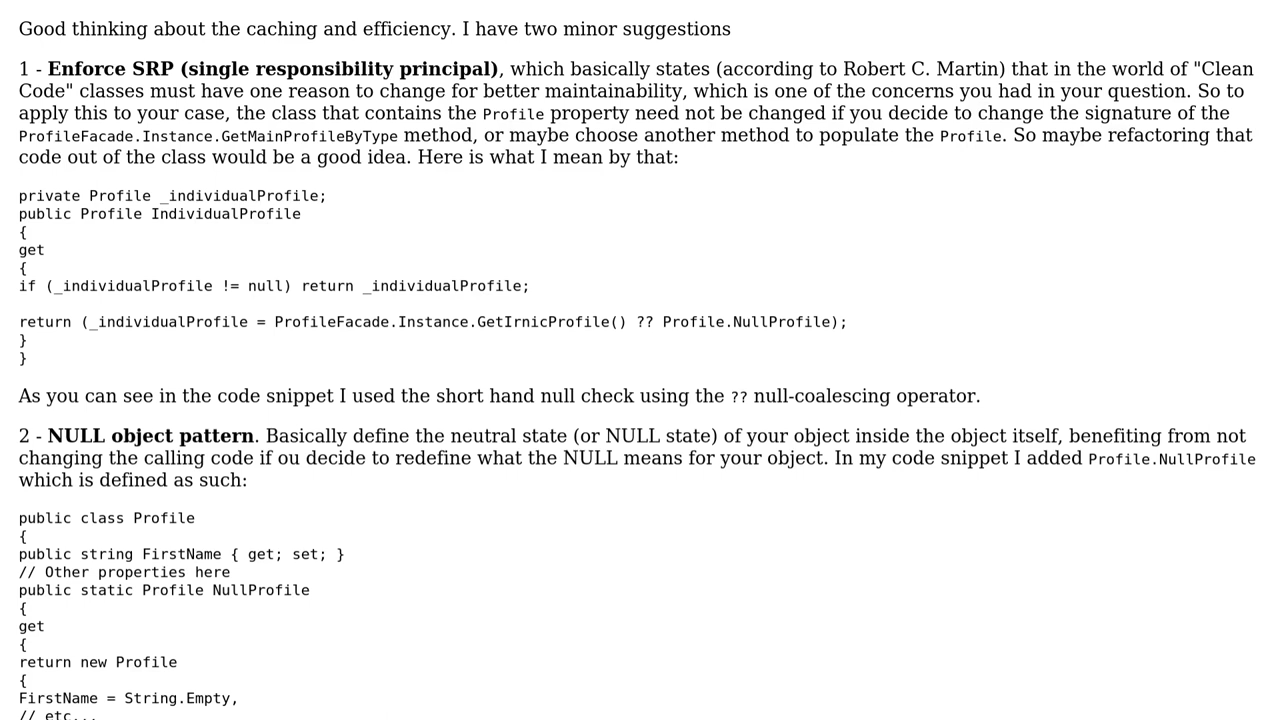 Good thinking about the caching and efficiency. I have two minor suggestions
1 - Enforce SRP (single responsibility principal), which basically states (according to Robert C. Martin) that in the world of "Clean
Code" classes must have one reason to change for better maintainability, which is one of the concerns you had in your question. So to
apply this to your case, the class that contains the Profile property need not be changed if you decide to change the signature of the
ProfileFacade.Instance.GetMainProfileByType method, or maybe choose another method to populate the Profile. So maybe refactoring that
code out of the class would be a good idea. Here is what I mean by that:
private Profile _individualProfile;
public Profile IndividualProfile
{
get
{
if (_individualProfile != null) return _individualProfile;
return (_individualProfile = ProfileFacade.Instance.GetIrnicProfile() ?? Profile.NullProfile);
}
}
As you can see in the code snippet I used the short hand null check using the ?? null-coalescing operator.
2 - NULL object pattern. Basically define the neutral state (or NULL state) of your object inside the object itself, benefiting from not
changing the calling code if ou decide to redefine what the NULL means for your object. In my code snippet I added Profile.NullProfile
which is defined as such:
public class Profile
{
public string FirstName { get; set; }
// Other properties here
public static Profile NullProfile
{
get
{
return new Profile
{
FirstName = String.Empty,
// etc...